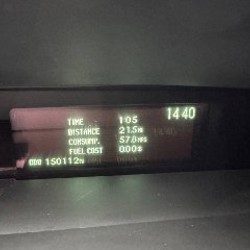 14:40
TIME 1:05
DISTANCE 21.5mi
CONSUMP. 57.0MPG
FUEL COST 0.00$
ODO 150112mi